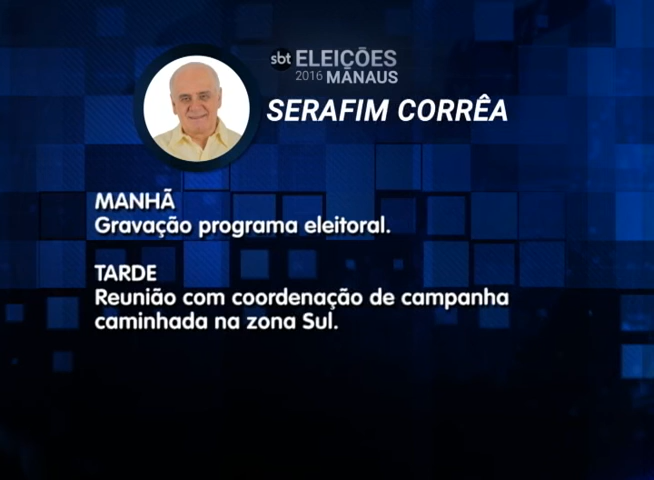 sbt ELEIÇÕES
2016 MANAUS
SERAFIM CORRÊA
MANHÃ
Gravação programa eleitoral.
TARDE
Reunião com coordenação de campanha
caminhada na zona Sul.